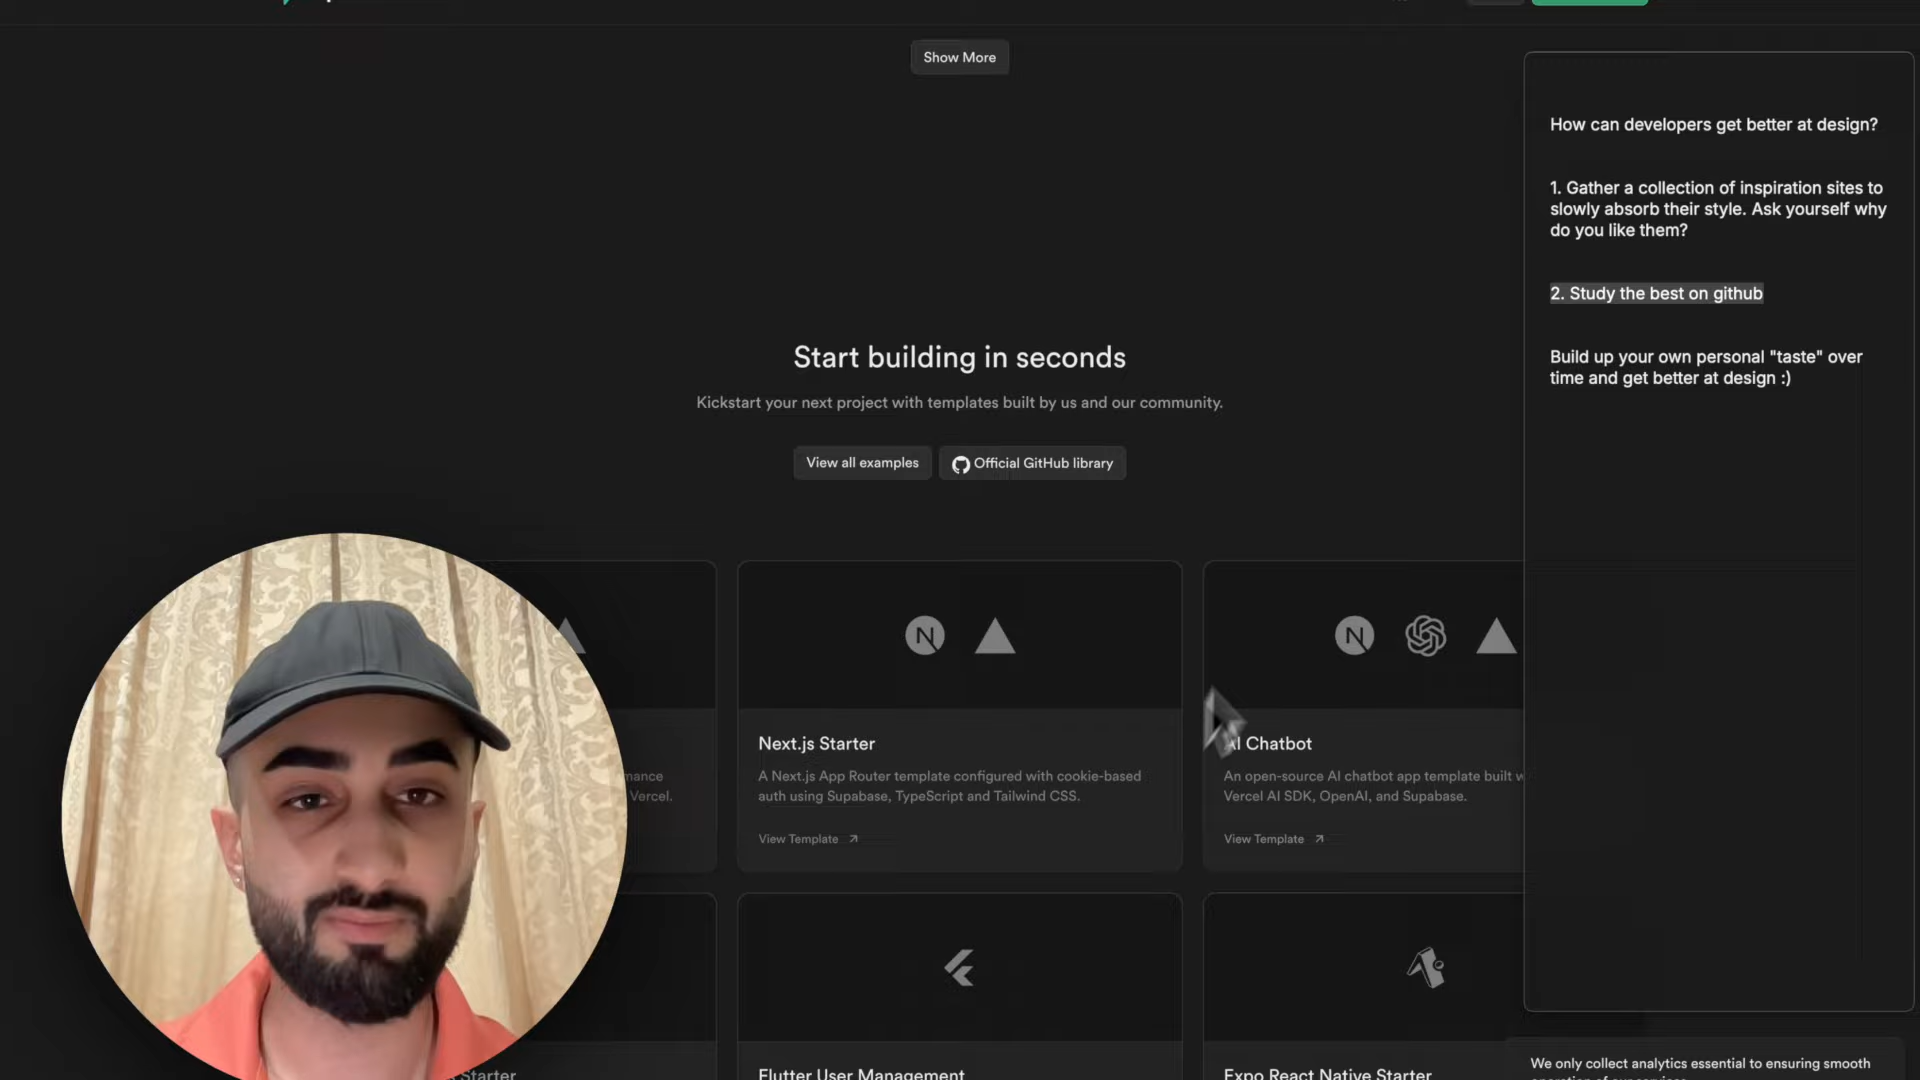 Show More
Start building in seconds
Kickstart your next project with templates built by us and our community.
View all examples
Official GitHub library
mance
Vercel.
Next.js Starter
A Next.js App Router template configured with cookie-based
auth using Supabase, TypeScript and Tailwind CSS.
View Template
AI Chatbot
An open-source AI chatbot app template built w
Vercel AI SDK, OpenAI, and Supabase.
View Template
Starter
Flutter User Management
Expo React Native Starter
How can developers get better at design?
1. Gather a collection of inspiration sites to
slowly absorb their style. Ask yourself why
do you like them?
2. Study the best on github
Build up your own personal "taste" over
time and get better at design :)
We only collect analytics essential to ensuring smooth